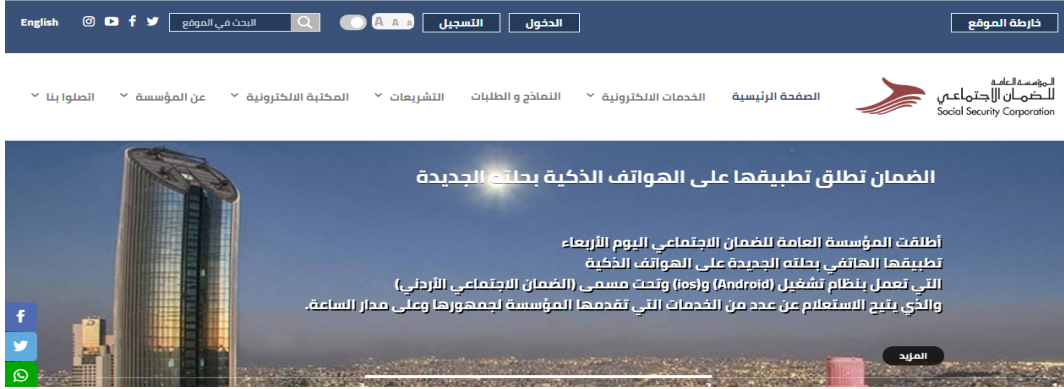 خارطة الموقع
الدخول
التسجيل
A A A
البحث في الموقع
English
المؤسسة العامة
للضمان الاجتماعي
Social Security Corporation
الصفحة الرئيسية
الخدمات الالكترونية
النماذج و الطلبات
التشريعات
المكتبة الالكترونية
عن المؤسسة
اتصلوا بنا
الضمان تطلق تطبيقها على الهواتف الذكية بحلته الجديدة
أطلقت المؤسسة العامة للضمان الاجتماعي اليوم الأربعاء
تطبيقها الهاتفي بحلته الجديدة على الهواتف الذكية
التي تعمل بنظام تشغيل (Android) و(ios) وتحت مسمى (الضمان الاجتماعي الأردني)
والذي يتيح الاستعلام عن عدد من الخدمات التي تقدمها المؤسسة لجمهورها وعلى مدار الساعة.
المزيد